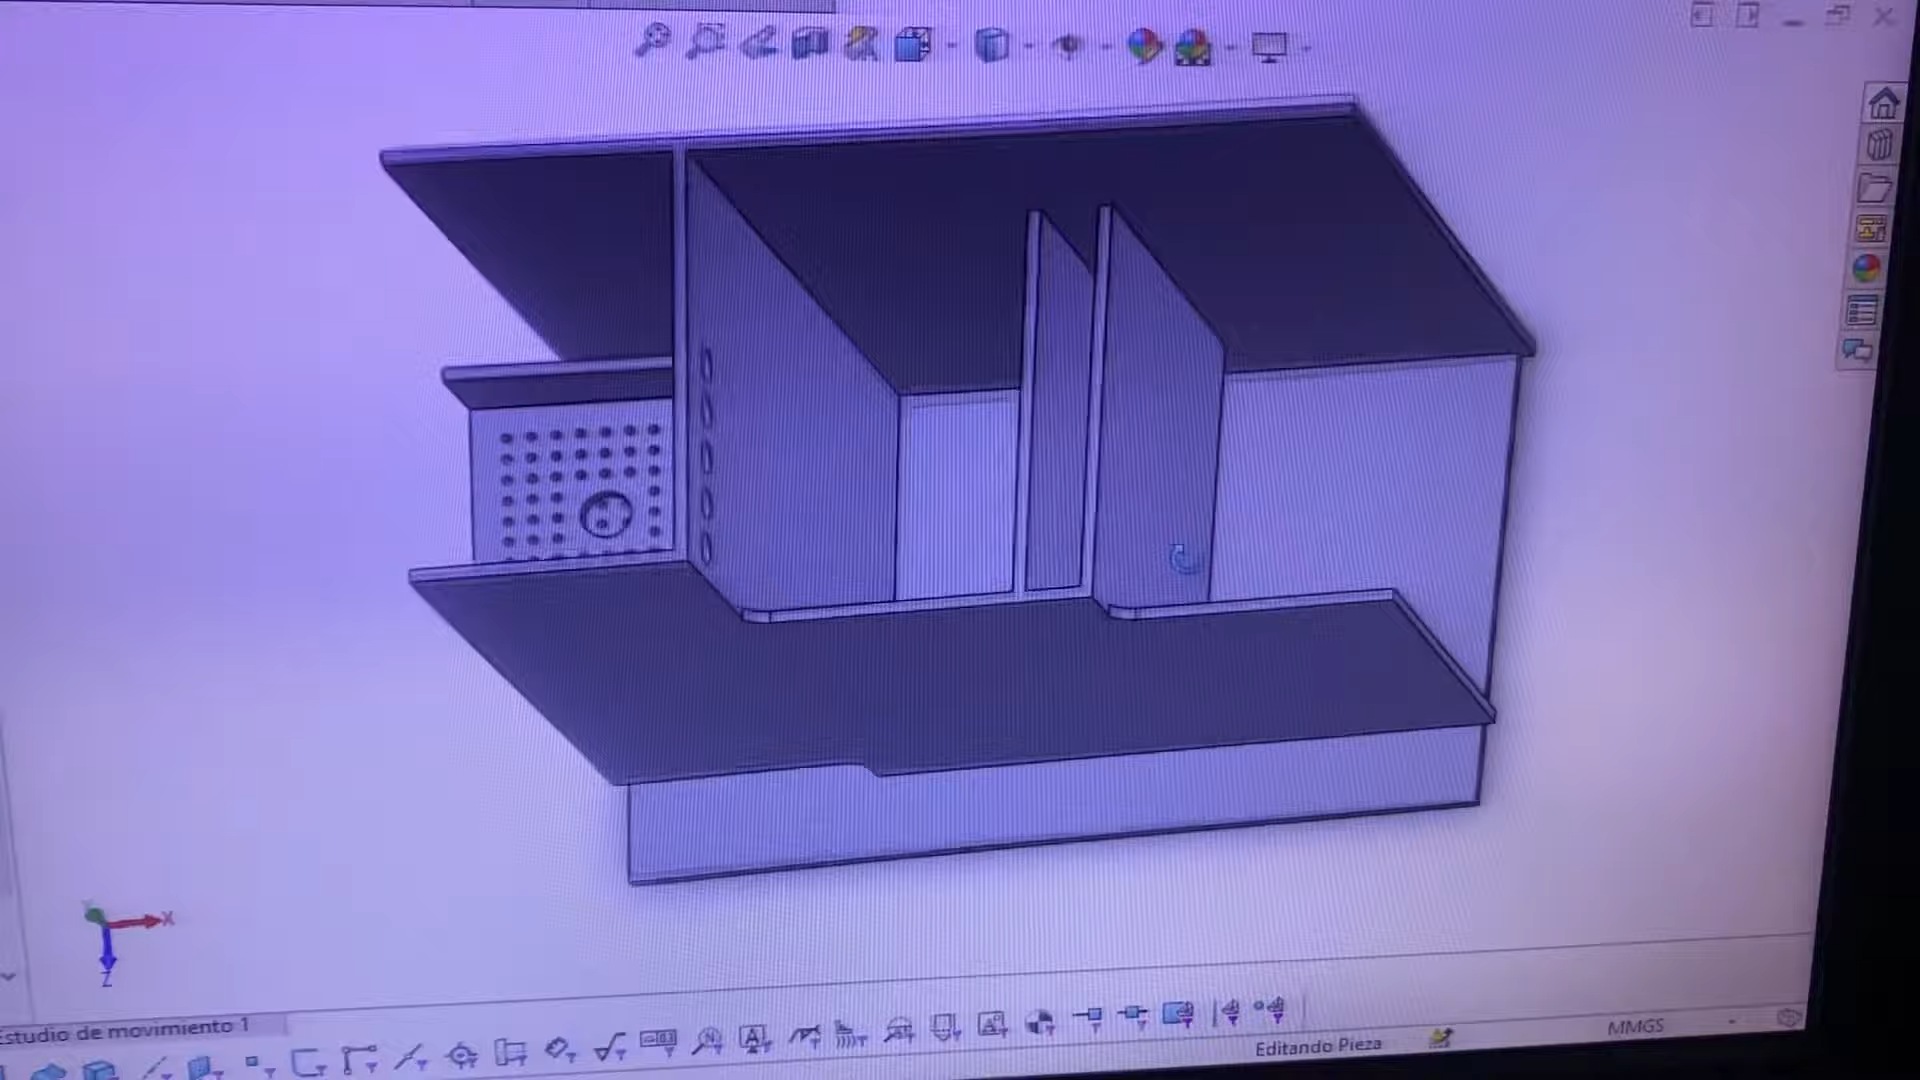 X
Z
Estudio de movimiento 1
Editando Pieza
MMGS